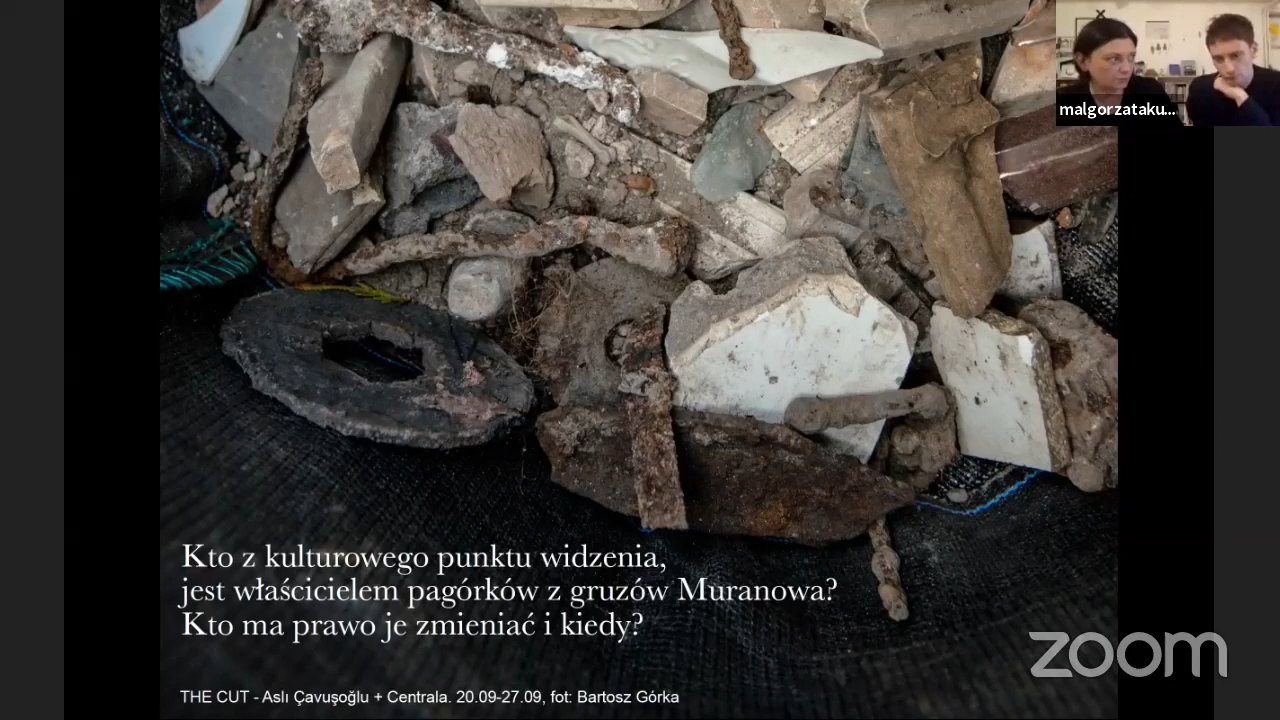 malgorzataku...
Kto z kulturowego punktu widzenia,
jest właścicielem pagórków z gruzów Muranowa?
Kto ma prawo je zmieniać i kiedy?
THE CUT - Aslı Çavuşoğlu + Centrala. 20.09-27.09, fot: Bartosz Górka
zoom